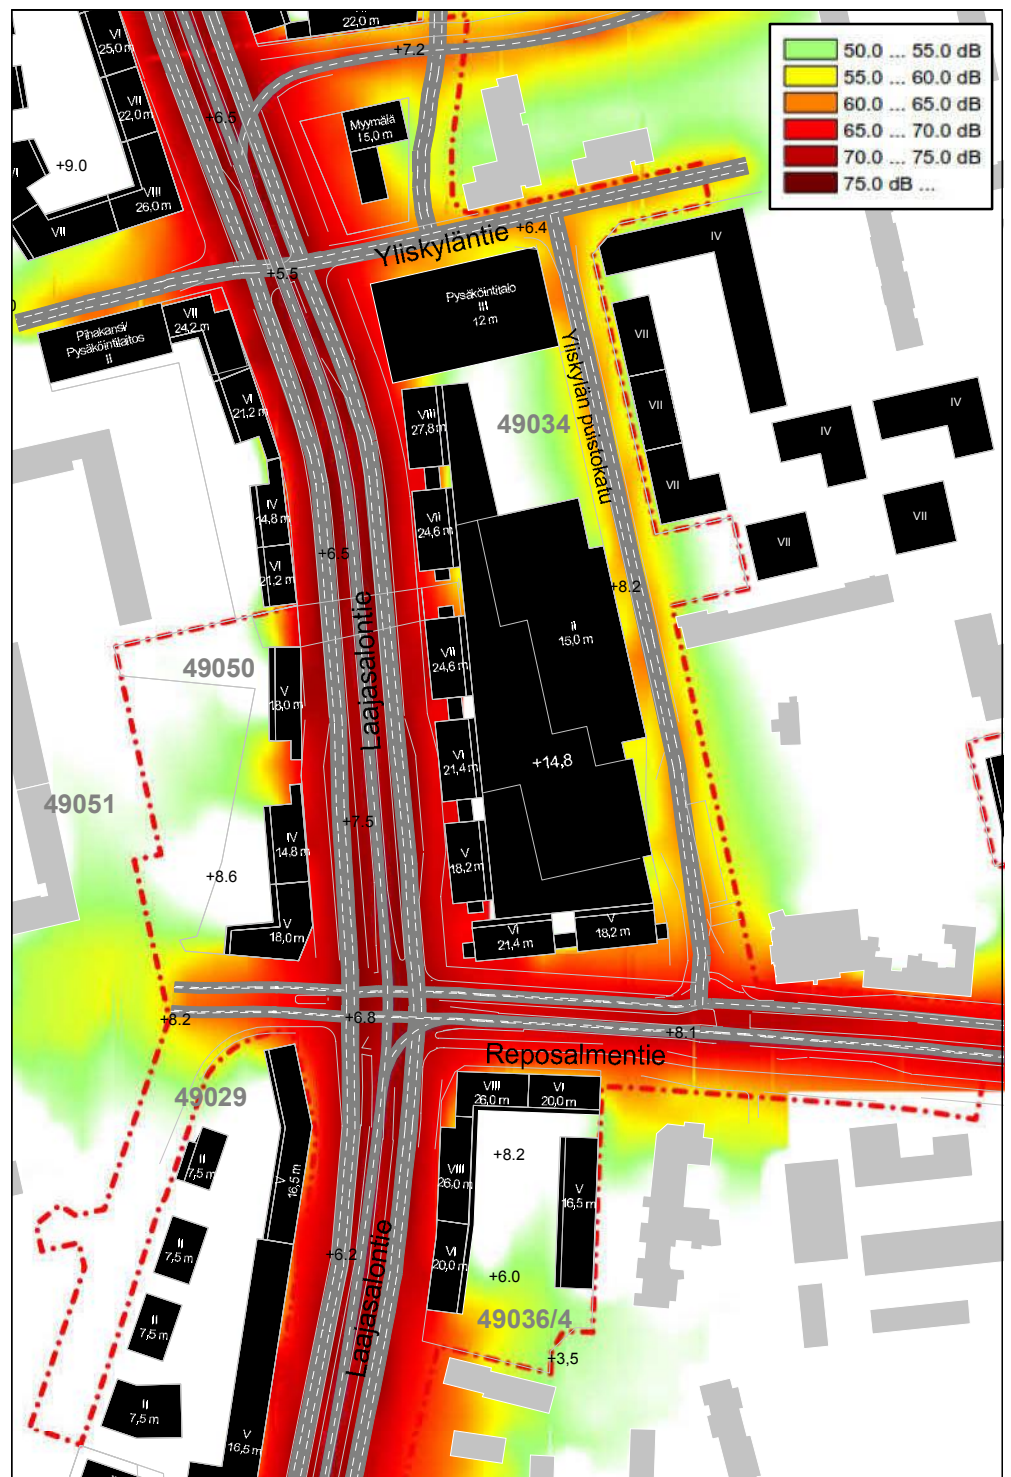 50.0 ... 55.0 dB
55.0 ... 60.0 dB
60.0 ... 65.0 dB
65.0 ... 70.0 dB
70.0 ... 75.0 dB
75.0 dB ...
22,0 m
VI
25,0 m
+7.2
VII
22,0 m
+6.5
Myymälä
15,0 m
+9.0
VI
VIII
26,0 m
VII
Yliskyläntie
+6.4
IV
+5.5
Pysäköintitalo
III
12 m
VII
24,2 m
Pihakansi/
Pysäköintilaitos
II
VII
Yliskylän puistokatu
VI
21,2 m
VIII
27,8 m
49034
VII
IV
IV
VII
VII
VII
IV
14,8 m
VII
24,6 m
+6.5
VI
21,2 m
+8.2
Laajasalontie
II
15,0 m
VII
24,6 m
49050
V
18,0 m
VI
21,4 m
+14,8
49051
+7.5
IV
14,8 m
V
18,2 m
+8.6
V
18,0 m
VI
21,4 m
V
18,2 m
+8.2
+6.8
+8.1
Reposalmentie
49029
VIII
26,0 m
VI
20,0 m
+8.2
II
7,5 m
V
16,5 m
VIII
26,0 m
V
16,5 m
II
7,5 m
+6.2
VI
20,0 m
+6.0
Laajasalontie
49036/4
II
7,5 m
+3,5
II
7,5 m
V
16,5 m